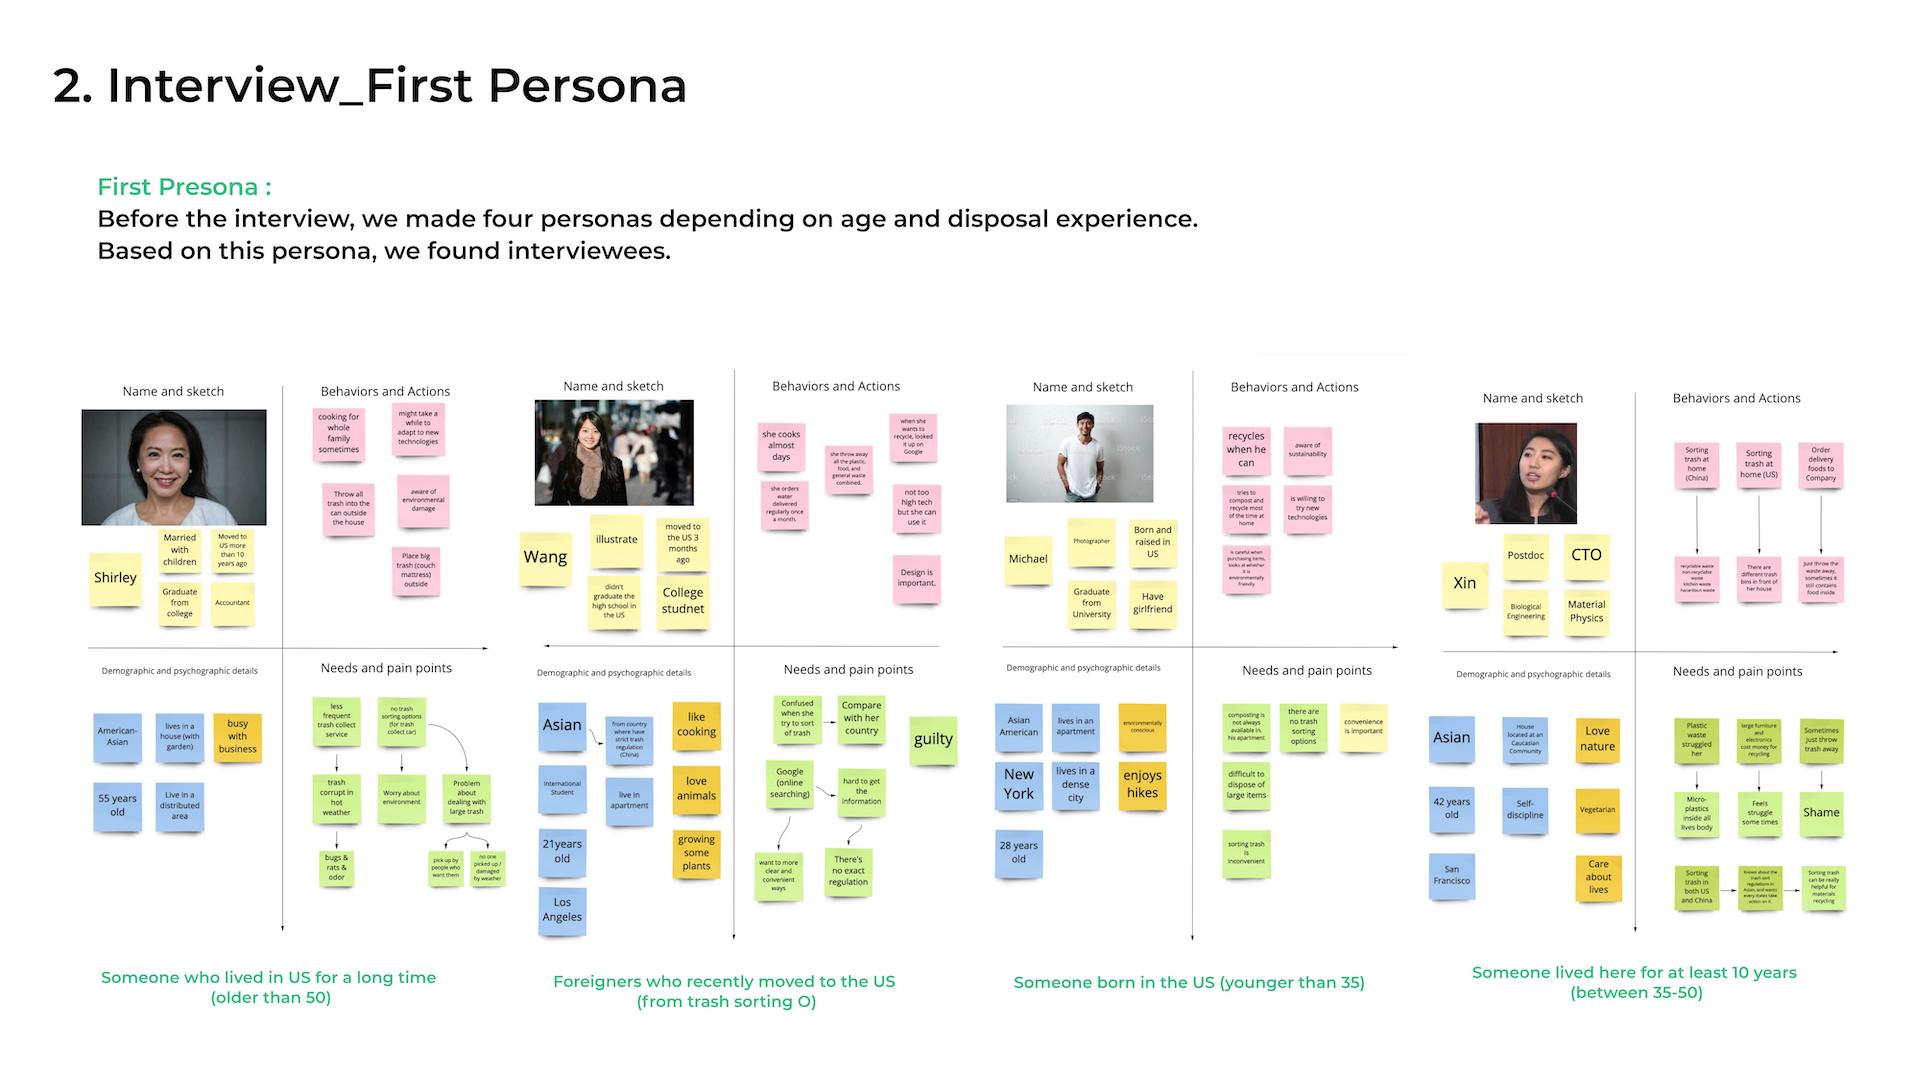 2. Interview_First Persona
First Presona :
Before the interview, we made four personas depending on age and disposal experience.
Based on this persona, we found interviewees.
Name and sketch
Shirley
Married
with
children
Moved to
US more
than 10
years ago
Graduate
from
college
Accountant
Behaviors and Actions
cooking for
whole
family
sometimes
might take a
while to
adapt to new
technologies
Throw all
trash into the
can outside
the house
aware of
environmental
damage
Place big
trash (couch
mattress)
outside
Demographic and psychographic details
American-
Asian
lives in a
house (with
garden)
busy
with
business
55 years
old
Live in a
distributed
area
Needs and pain points
less
frequent
trash collect
service
no trash
sorting options
(for trash
collect car)
trash
corrupt in
hot
weather
Worry about
environment
Problem
about
dealing with
large trash
bugs &
rats &
odor
pick up by
people who
want them
no one
picked up /
damaged
by weather
Someone who lived in US for a long time
(older than 50)
Name and sketch
Wang
illustrate
moved to
the US 3
months
ago
didn't
graduate the
high school in
the US
College
studnet
Behaviors and Actions
she cooks
almost
days
she throw away
all the plastic,
food, and
general waste
combined.
when she
wants to
recycle, looked
it up on
Google
she orders
water
delivered
regularly once
a month.
not too
high tech
but she can
use it
Design is
important.
Demographic and psychographic details
Asian
from country
where have
strict trash
regulation
(China)
like
cooking
International
Student
live in
apartment
love
animals
21years
old
growing
some
plants
Los
Angeles
Needs and pain points
Confused
when she
try to sort
of trash
Compare
with her
country
guilty
Google
(online
searching)
hard to get
the
information
want to more
clear and
convenient
ways
There's
no exact
regulation
Foreigners who recently moved to the US
(from trash sorting O)
Name and sketch
iStock
Michael
Photographer
Born and
raised in
US
Graduate
from
University
Have
girlfriend
Behaviors and Actions
recycles
when he
can
aware of
sustainability
tries to
compost and
recycle most
of the time at
home
is willing to
try new
technologies
is careful when
purchasing items,
looks at whether
it is
environmentally
friendly
Demographic and psychographic details
Asian
American
lives in an
apartment
environmentally
conscious
New
York
lives in a
dense
city
enjoys
hikes
28 years
old
Needs and pain points
composting is
not always
available in
his apartment
there are
no trash
sorting
options
convenience
is important
difficult to
dispose of
large items
sorting trash
is
inconvenient
Someone born in the US (younger than 35)
Name and sketch
Xin
Postdoc
CTO
Biological
Engineering
Material
Physics
Behaviors and Actions
Sorting
trash at
home
(China)
Sorting
trash at
home (US)
Order
delivery
foods to
Company
recyclable waste
non-recyclable
waste
kitchen waste
hazardous waste
There are
different trash
bins in front of
her house
Just throw the
waste away,
sometimes it
still contains
food inside
Demographic and psychographic details
Asian
House
located at an
Caucasian
Community
Love
nature
42 years
old
Self-
discipline
Vegetarian
San
Francisco
Care
about
lives
Needs and pain points
Plastic
waste
struggled
her
large furniture
and
electronics
cost money for
recycling
Sometimes
just throw
trash away
Micro-
plastics
inside all
lives body
Feels
struggle
some times
Shame
Sorting
trash in
both US
and China
Known about the
trash sort
regulations in
Asian, and wants
every states take
action on it.
Sorting trash
can be really
helpful for
materials
recycling
Someone lived here for at least 10 years
(between 35-50)